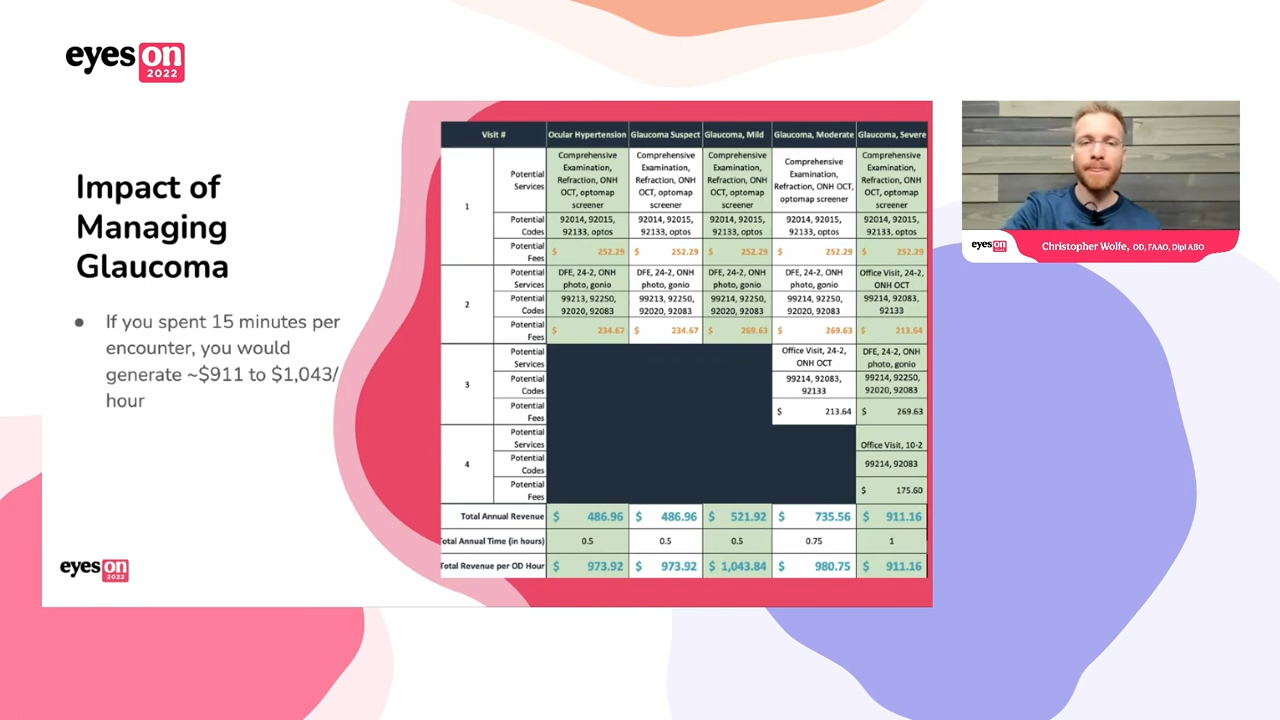 eyes on
2022
Impact of
Managing
Glaucoma
● If you spent 15 minutes per
encounter, you would
generate ~$911 to $1,043/
hour
eyes on
2022
Visit # Ocular Hypertension Glaucoma Suspect Glaucoma, Mild Glaucoma, Moderate Glaucoma, Severe
1
Potential Services
Comprehensive Examination, Refraction, ONH OCT, optomap screener
Comprehensive Examination, Refraction, ONH OCT, optomap screener
Comprehensive Examination, Refraction, ONH OCT, optomap screener
Comprehensive Examination, Refraction, ONH OCT, optomap screener
Comprehensive Examination, Refraction, ONH OCT, optomap screener
Potential Codes
92014, 92015, 92133, optos
92014, 92015, 92133, optos
92014, 92015, 92133, optos
92014, 92015, 92133, optos
92014, 92015, 92133, optos
Potential Fees
$ 252.29 $ 252.29 $ 252.29 $ 252.29 $ 252.29
2
Potential Services
DFE, 24-2, ONH photo, gonio
DFE, 24-2, ONH photo, gonio
DFE, 24-2, ONH photo, gonio
DFE, 24-2, ONH photo, gonio
Office Visit, 24-2, ONH OCT
Potential Codes
99213, 92250, 92020, 92083
99213, 92250, 92020, 92083
99214, 92250, 92020, 92083
99214, 92250, 92020, 92083
99214, 92083, 92133
Potential Fees
$ 234.67 $ 234.67 $ 269.63 $ 269.63 $ 213.64
3
Potential Services
Office Visit, 24-2, ONH OCT
DFE, 24-2, ONH photo, gonio
Potential Codes
99214, 92083, 92133
99214, 92250, 92020, 92083
Potential Fees
$ 213.64 $ 269.63
4
Potential Services
Office Visit, 10-2
Potential Codes
99214, 92083
Potential Fees
$ 175.60
Total Annual Revenue $ 486.96 $ 486.96 $ 521.92 $ 735.56 $ 911.16
otal Annual Time (in hours) 0.5 0.5 0.5 0.75 1
otal Revenue per OD Hour $ 973.92 $ 973.92 $ 1,043.84 $ 980.75 $ 911.16
eyes on
2022
Christopher Wolfe, OD, FAAO, Dipl ABO